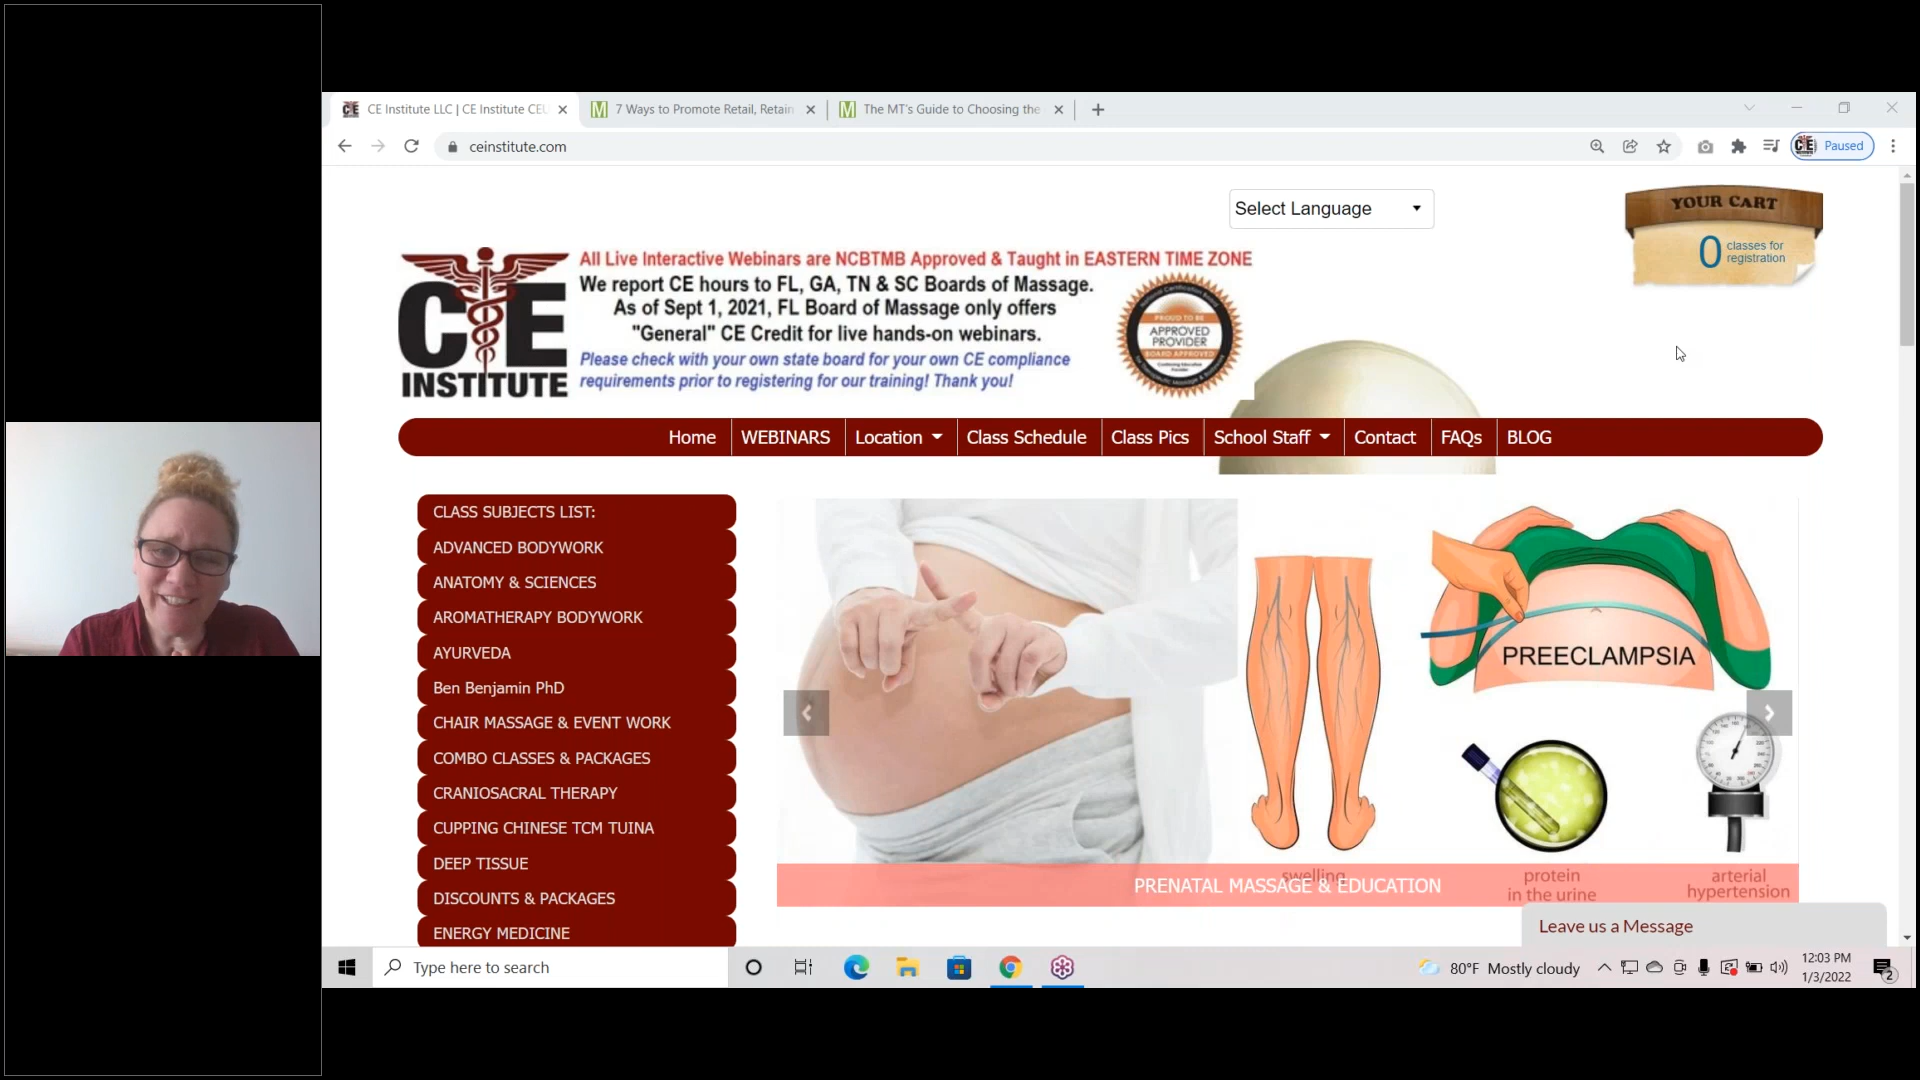 CE Institute LLC | CE Institute CEU
7 Ways to Promote Retail, Retain
The MT's Guide to Choosing the
ceinstitute.com
Paused
Select Language
YOUR CART
0 classes for
registration
CE
INSTITUTE
All Live Interactive Webinars are NCBTMB Approved & Taught in EASTERN TIME ZONE
We report CE hours to FL, GA, TN & SC Boards of Massage.
As of Sept 1, 2021, FL Board of Massage only offers
"General" CE Credit for live hands-on webinars.
Please check with your own state board for your own CE compliance
requirements prior to registering for our training! Thank you!
PROUD TO BE
APPROVED
PROVIDER
BOARD APPROVED
Home
WEBINARS
Location
Class Schedule
Class Pics
School Staff
Contact
FAQs
BLOG
CLASS SUBJECTS LIST:
ADVANCED BODYWORK
ANATOMY & SCIENCES
AROMATHERAPY BODYWORK
AYURVEDA
Ben Benjamin PhD
CHAIR MASSAGE & EVENT WORK
COMBO CLASSES & PACKAGES
CRANIOSACRAL THERAPY
CUPPING CHINESE TCM TUINA
DEEP TISSUE
DISCOUNTS & PACKAGES
ENERGY MEDICINE
PREECLAMPSIA
swelling
protein
in the urine
arterial
hypertension
PRENATAL MASSAGE & EDUCATION
Leave us a Message
Type here to search
80°F Mostly cloudy
12:03 PM
1/3/2022
2